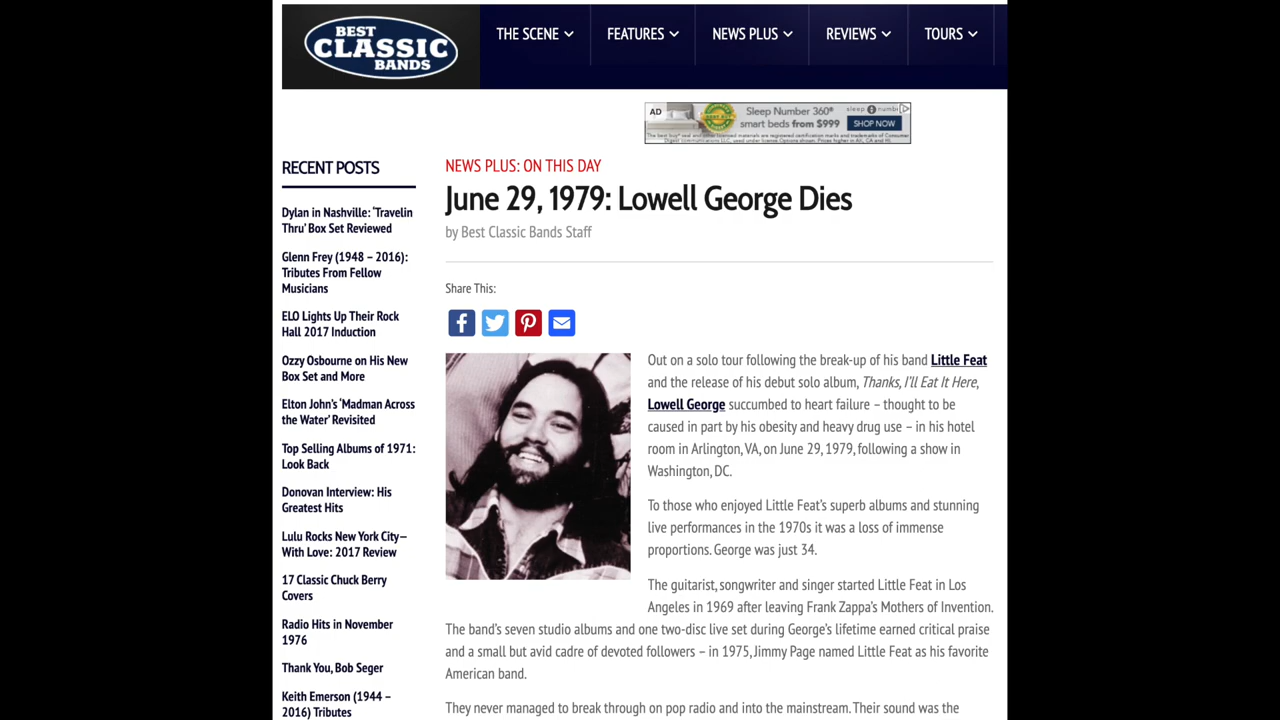 BEST
CLASSIC
BANDS
THE SCENE
FEATURES
NEWS PLUS
REVIEWS
TOURS
AD
Sleep Number 360°
smart beds from $999
SHOP NOW
RECENT POSTS
Dylan in Nashville: ‘Travelin
Thru’ Box Set Reviewed
Glenn Frey (1948 – 2016):
Tributes From Fellow
Musicians
ELO Lights Up Their Rock
Hall 2017 Induction
Ozzy Osbourne on His New
Box Set and More
Elton John’s ‘Madman Across
the Water’ Revisited
Top Selling Albums of 1971:
Look Back
Donovan Interview: His
Greatest Hits
Lulu Rocks New York City—
With Love: 2017 Review
17 Classic Chuck Berry
Covers
Radio Hits in November
1976
Thank You, Bob Seger
Keith Emerson (1944 –
2016) Tributes
NEWS PLUS: ON THIS DAY
June 29, 1979: Lowell George Dies
by Best Classic Bands Staff
Share This:
Out on a solo tour following the break-up of his band Little Feat
and the release of his debut solo album, Thanks, I’ll Eat It Here,
Lowell George succumbed to heart failure – thought to be
caused in part by his obesity and heavy drug use – in his hotel
room in Arlington, VA, on June 29, 1979, following a show in
Washington, DC.
To those who enjoyed Little Feat’s superb albums and stunning
live performances in the 1970s it was a loss of immense
proportions. George was just 34.
The guitarist, songwriter and singer started Little Feat in Los
Angeles in 1969 after leaving Frank Zappa’s Mothers of Invention.
The band’s seven studio albums and one two-disc live set during George’s lifetime earned critical praise
and a small but avid cadre of devoted followers – in 1975, Jimmy Page named Little Feat as his favorite
American band.
They never managed to break through on pop radio and into the mainstream. Their sound was the